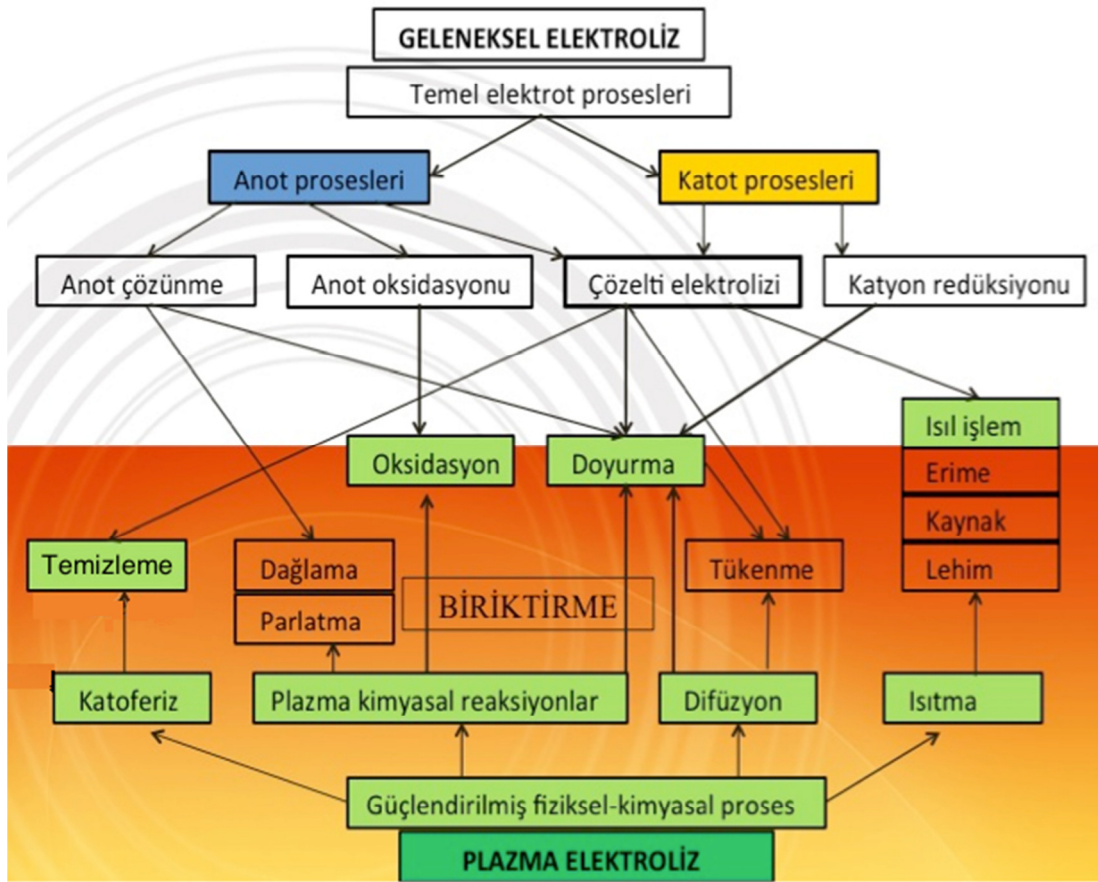 GELENEKSEL ELEKTROLİZ
Temel elektrot prosesleri
Anot prosesleri
Katot prosesleri
Anot çözünme
Anot oksidasyonu
Çözelti elektrolizi
Katyon redüksiyonu
Isıl işlem
Oksidasyon
Doyurma
Erime
Kaynak
Temizleme
Dağlama
Tükenme
Lehim
Parlatma
BİRİKTİRME
Katoferiz
Plazma kimyasal reaksiyonlar
Difüzyon
Isıtma
Güçlendirilmiş fiziksel-kimyasal proses
PLAZMA ELEKTROLİZ